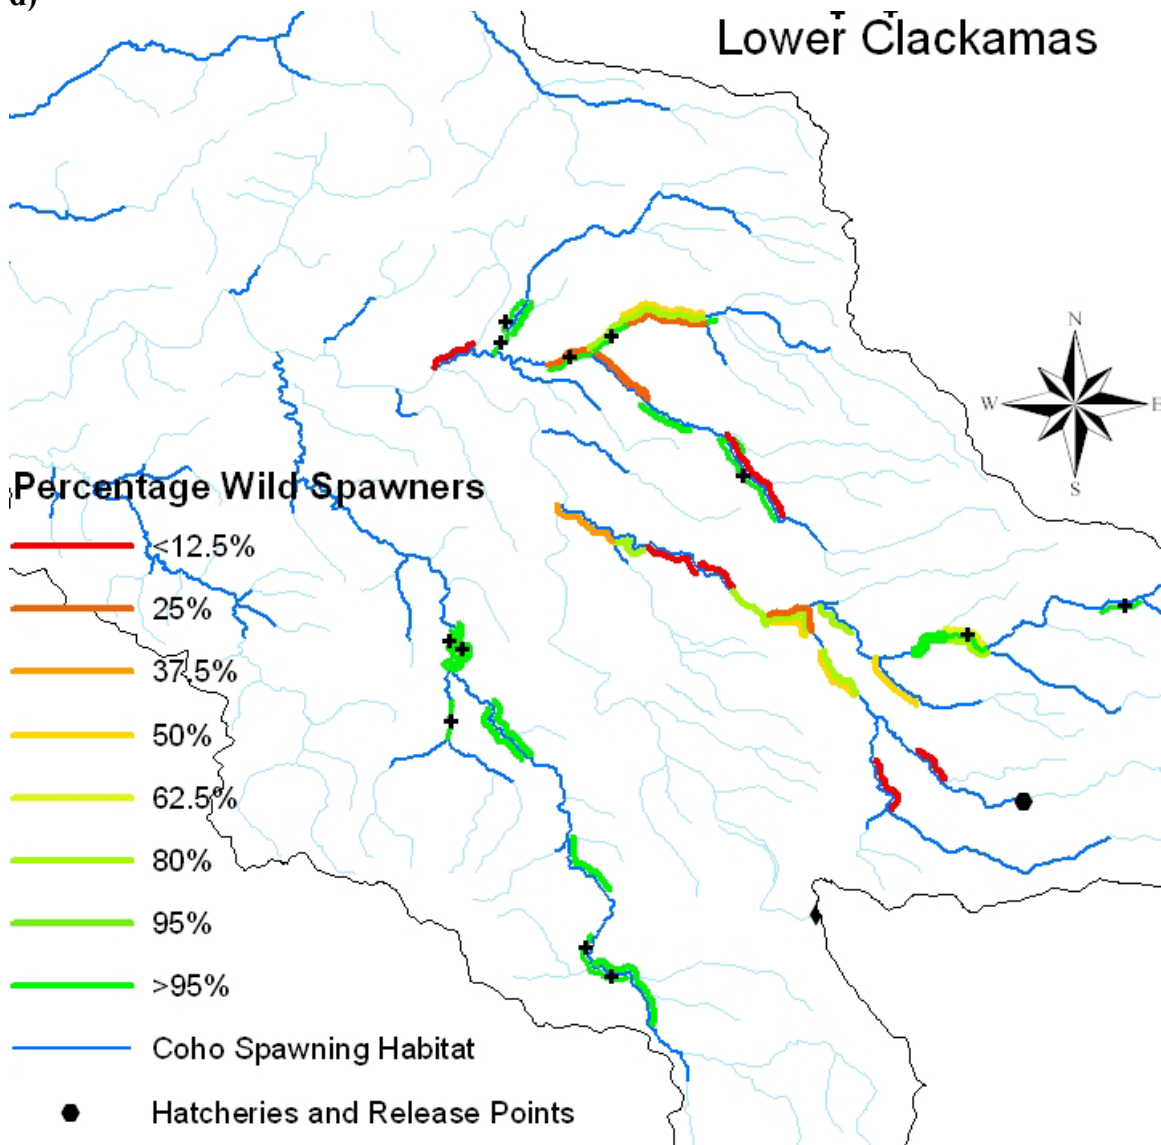 d)
Lower Clackamas
N
W
E
S
Percentage Wild Spawners
<12.5%
25%
37.5%
50%
62.5%
80%
95%
>95%
Coho Spawning Habitat
Hatcheries and Release Points